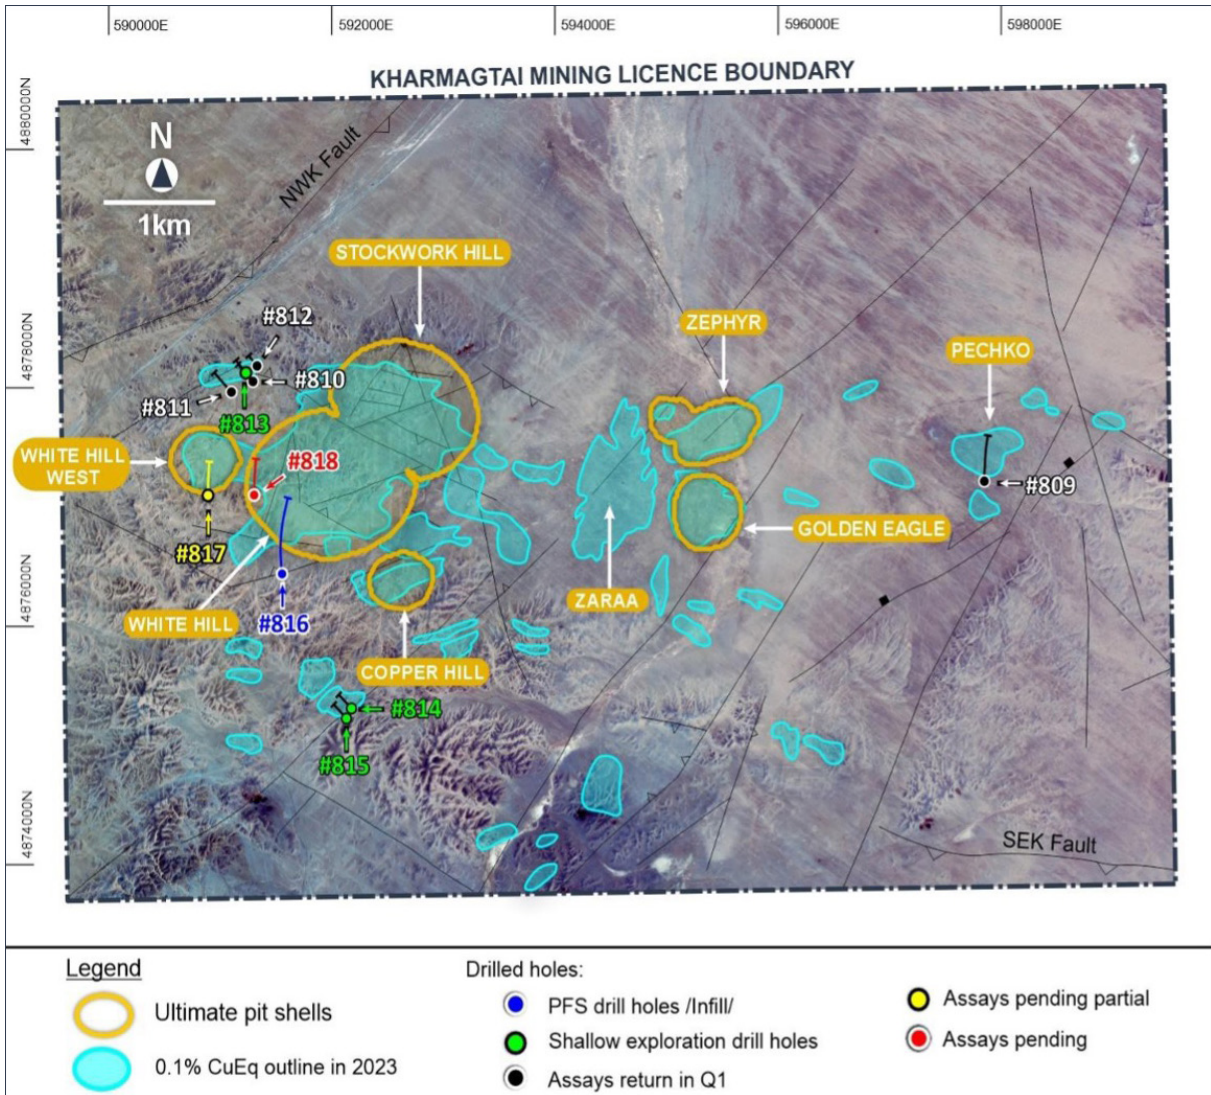 590000E
592000E
594000E
596000E
598000E
KHARMAGTAI MINING LICENCE BOUNDARY
4880000N
N
1km
NWK Fault
STOCKWORK HILL
#812
4878000N
#810
#811
#813
ZEPHYR
PECHKO
WHITE HILL
WEST
#818
#809
#817
GOLDEN EAGLE
4876000N
WHITE HILL
#816
ZARAA
COPPER HILL
#814
#815
4874000N
SEK Fault
Legend
Ultimate pit shells
0.1% CuEq outline in 2023
Drilled holes:
PFS drill holes /Infill/
Shallow exploration drill holes
Assays return in Q1
Assays pending partial
Assays pending